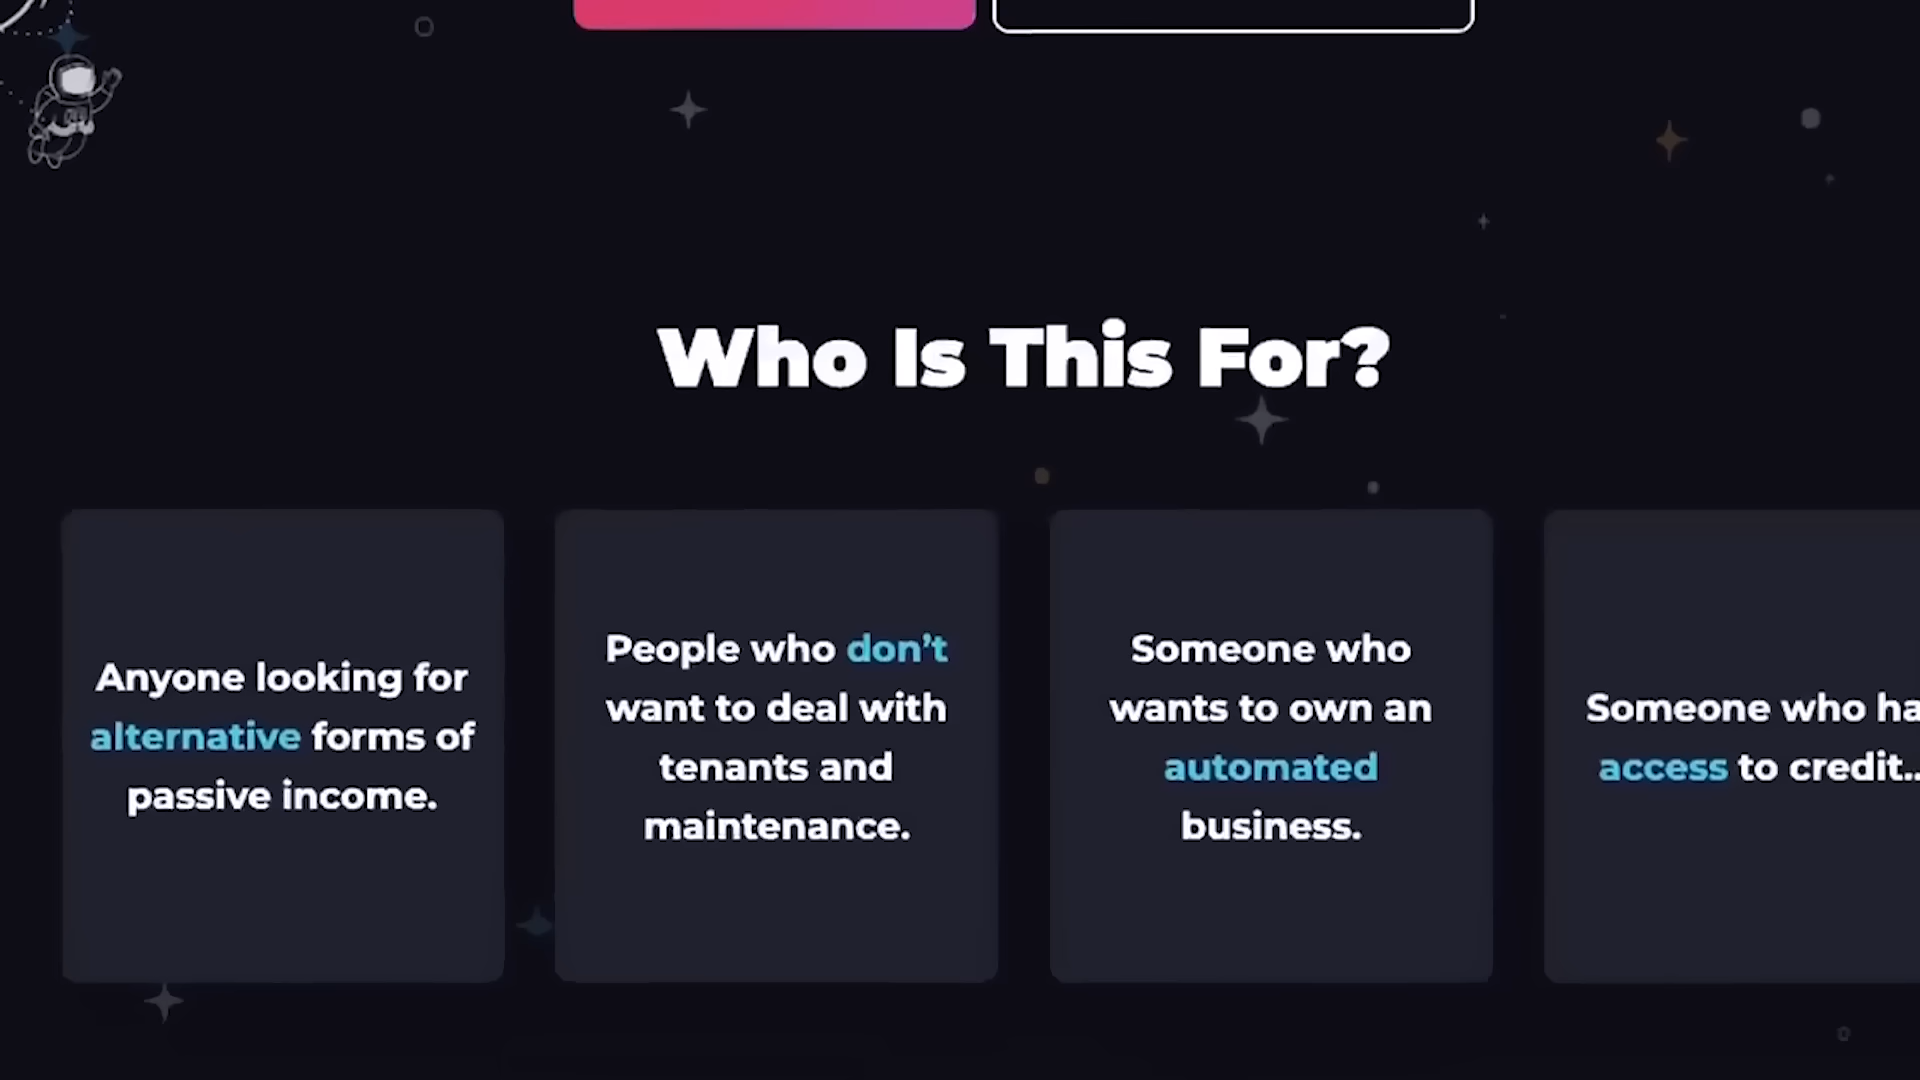 Who Is This For?
Anyone looking for
alternative forms of
passive income.
People who don’t
want to deal with
tenants and
maintenance.
Someone who
wants to own an
automated
business.
Someone who
access to credit..